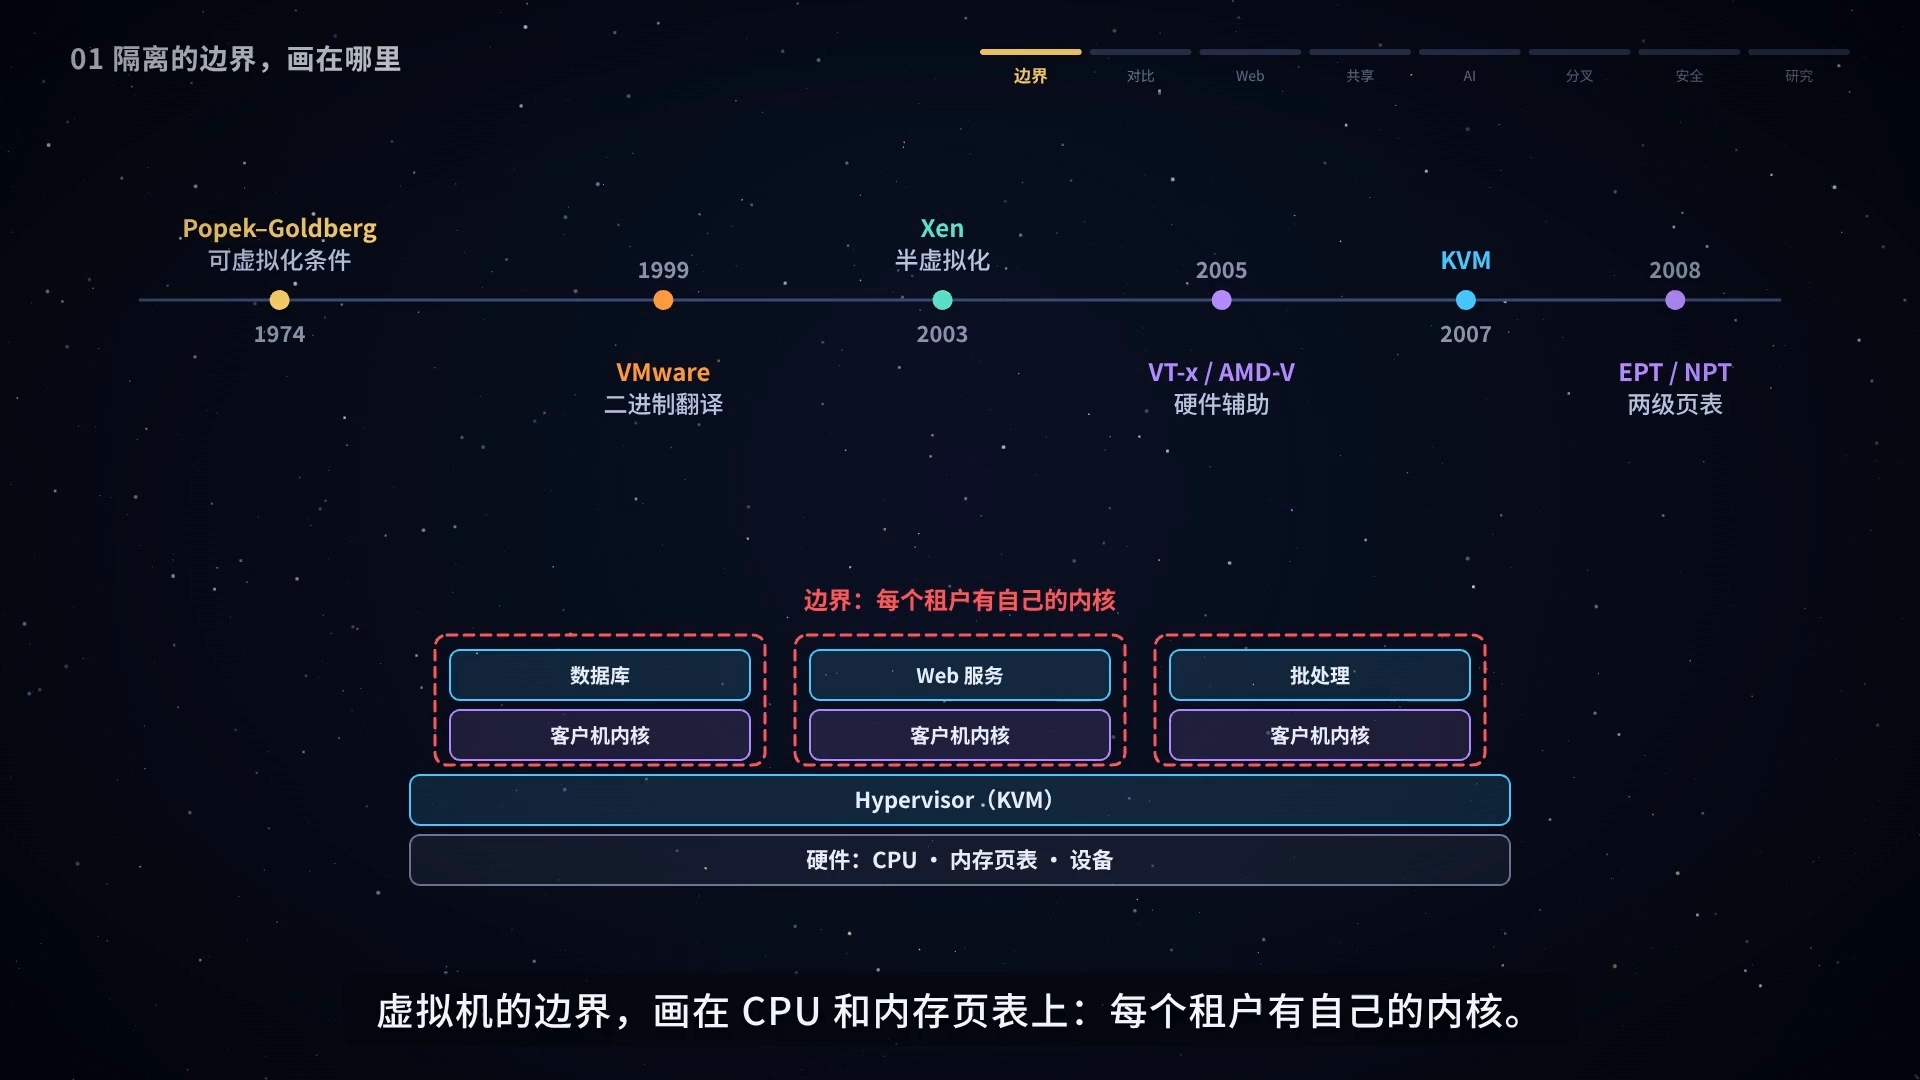 01 隔离的边界，画在哪里
边界
对比
Web
共享
AI
分叉
安全
研究
Popek–Goldberg
可虚拟化条件
1974
1999
VMware
二进制翻译
Xen
半虚拟化
2003
2005
VT-x / AMD-V
硬件辅助
KVM
2007
2008
EPT / NPT
两级页表
边界：每个租户有自己的内核
数据库
Web 服务
批处理
客户机内核
客户机内核
客户机内核
Hypervisor（KVM）
硬件：CPU · 内存页表 · 设备
虚拟机的边界，画在 CPU 和内存页表上：每个租户有自己的内核。